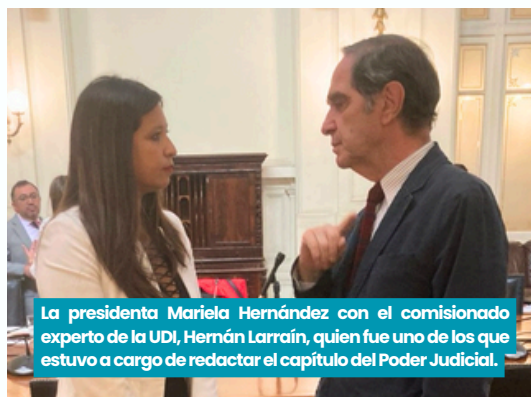 La presidenta Mariela Hernández con el comisionado
experto de la UDI, Hernán Larraín, quien fue uno de los que
estuvo a cargo de redactar el capítulo del Poder Judicial.